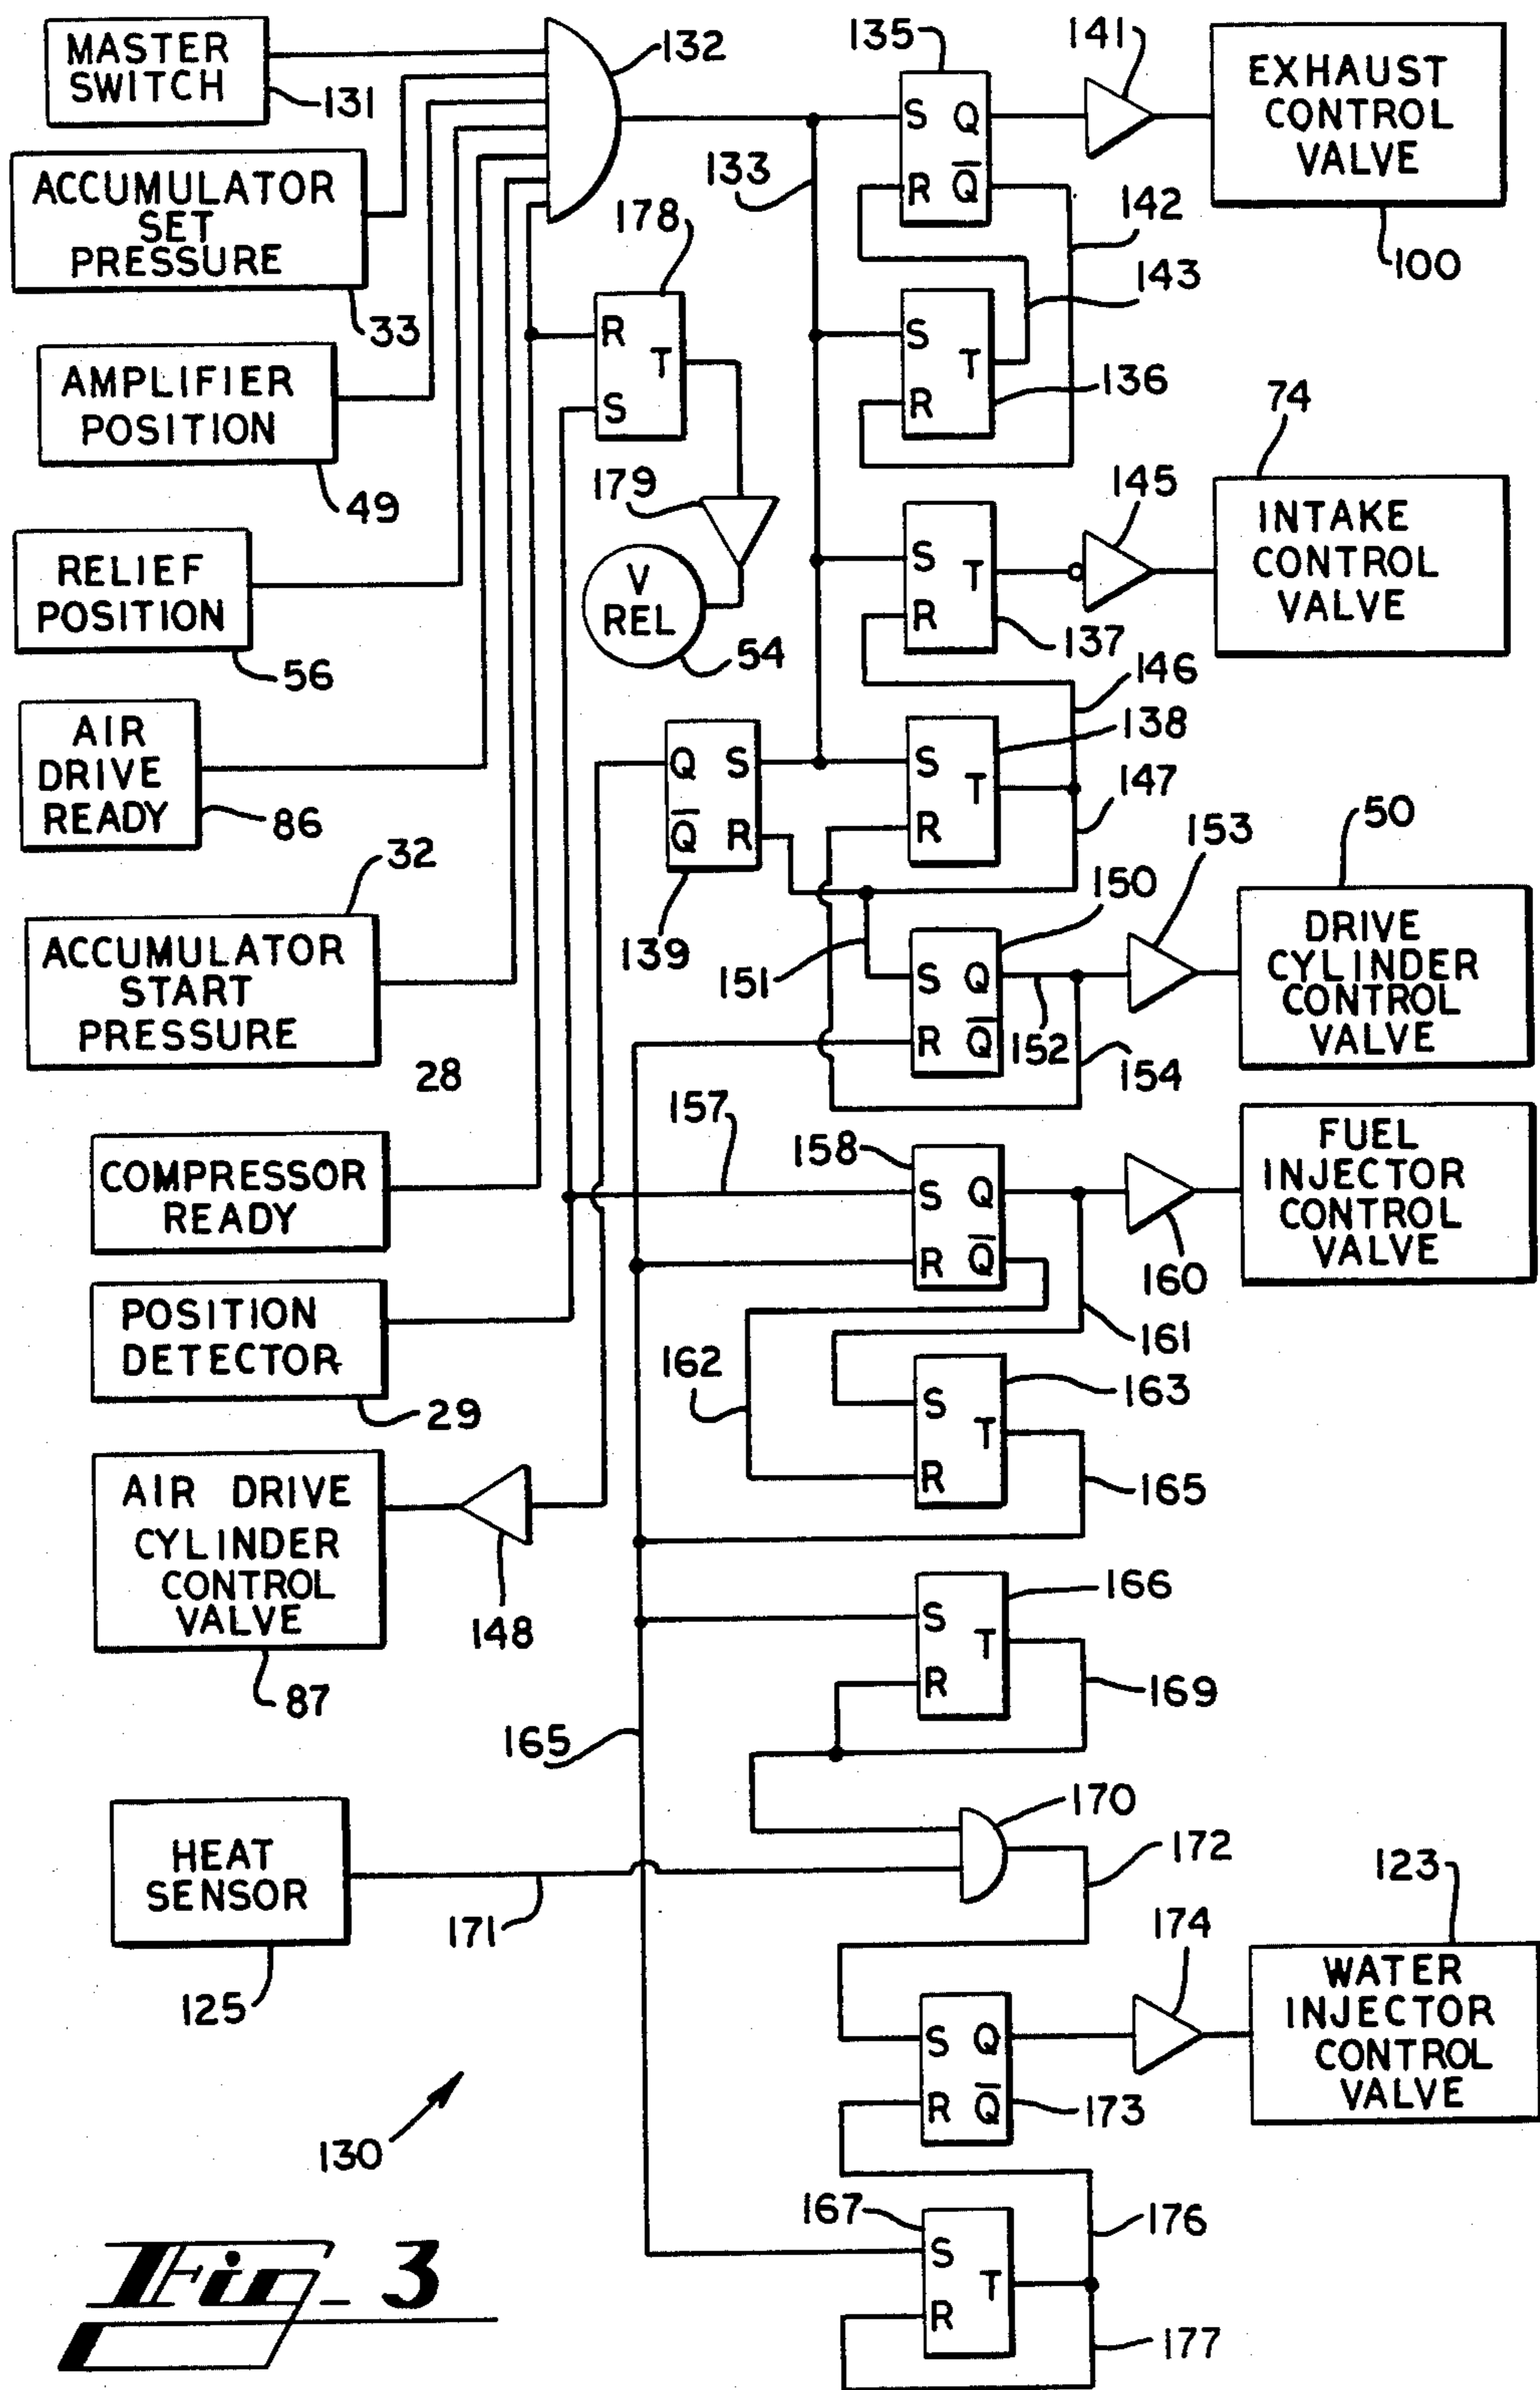 MASTER
SWITCH
131
132
135
141
EXHAUST
CONTROL
VALVE
100
S Q
R Q̅
133
142
143
ACCUMULATOR
SET
PRESSURE
33
178
R
T
S
S
T
R
136
AMPLIFIER
POSITION
49
179
V
REL
54
74
INTAKE
CONTROL
VALVE
145
S
T
R
137
RELIEF
POSITION
56
146
AIR
DRIVE
READY
86
Q S
Q̅ R
139
S
T
R
138
147
32
ACCUMULATOR
START
PRESSURE
28
151
150
S Q
R Q̅
152
153
154
50
DRIVE
CYLINDER
CONTROL
VALVE
157
158
S Q
R Q̅
160
161
FUEL
INJECTOR
CONTROL
VALVE
COMPRESSOR
READY
POSITION
DETECTOR
29
162
S
T
R
163
165
AIR DRIVE
CYLINDER
CONTROL
VALVE
87
148
S
T
R
166
169
165
170
172
HEAT
SENSOR
125
171
174
123
WATER
INJECTOR
CONTROL
VALVE
S Q
R Q̅
173
130
167
S
T
R
176
177
Fig_ 3